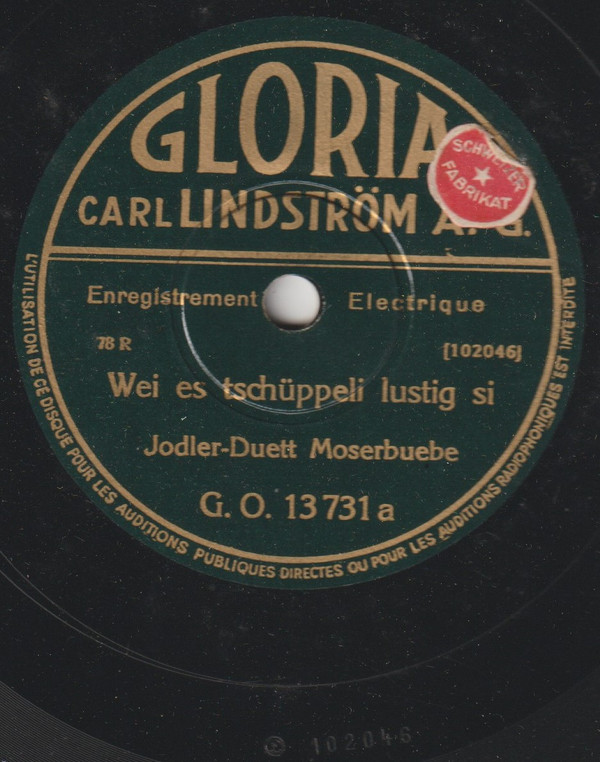 GLORIA
CARL LINDSTRÖM A. G.
SCHWEIZER
FABRIKAT
Enregistrement Electrique
78 R [102046]
Wei es tschüppeli lustig si
Jodler-Duett Moserbuebe
G. O. 13731a
L'UTILISATION DE CE DISQUE POUR LES AUDITIONS PUBLIQUES DIRECTES OU POUR LES AUDITIONS RADIOPHONIQUES EST INTERDITE
102046